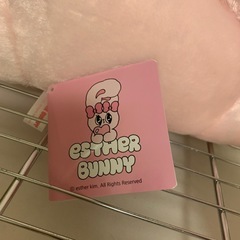 esther
BUNNY
© esther kim. All Rights Reserved